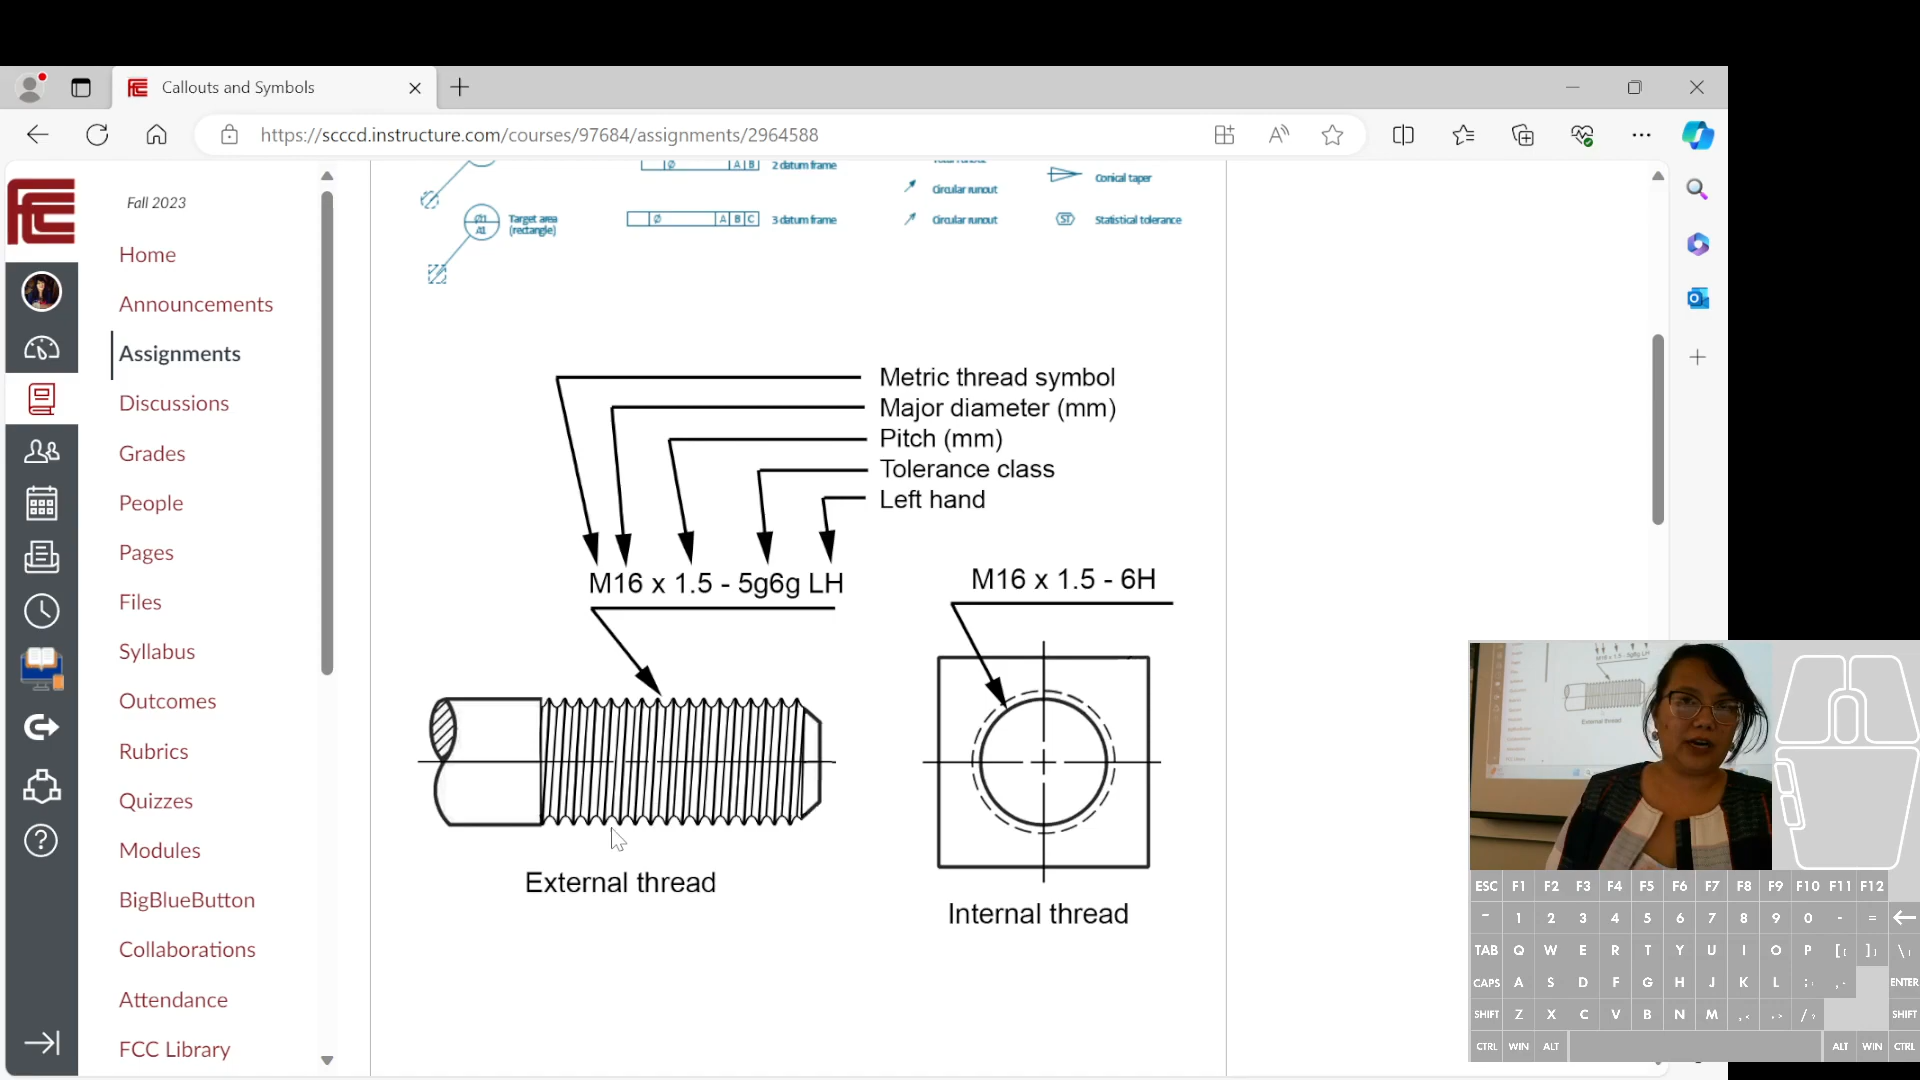 Callouts and Symbols
https://scccd.instructure.com/courses/97684/assignments/2964588
Fall 2023
Home
Announcements
Assignments
Discussions
Grades
People
Pages
Files
Syllabus
Outcomes
Rubrics
Quizzes
Modules
BigBlueButton
Collaborations
Attendance
FCC Library
Ø A B 2 datum frame
Conical taper
Circular runout
Ø1
A1
Target area
(rectangle)
Ø A B C 3 datum frame
Circular runout
ST Statistical tolerance
Metric thread symbol
Major diameter (mm)
Pitch (mm)
Tolerance class
Left hand
M16 x 1.5 - 5g6g LH
M16 x 1.5 - 6H
External thread
Internal thread
ESC F1 F2 F3 F4 F5 F6 F7 F8 F9 F10 F11 F12
~ 1 2 3 4 5 6 7 8 9 0 - =
TAB Q W E R T Y U I O P [ ] \
CAPS A S D F G H J K L ; ENTER
SHIFT Z X C V B N M , . / SHIFT
CTRL WIN ALT ALT WIN CTRL